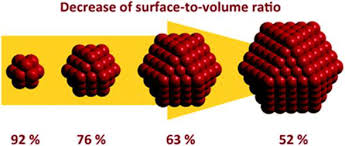 Decrease of surface-to-volume ratio
92 % 76 % 63 % 52 %